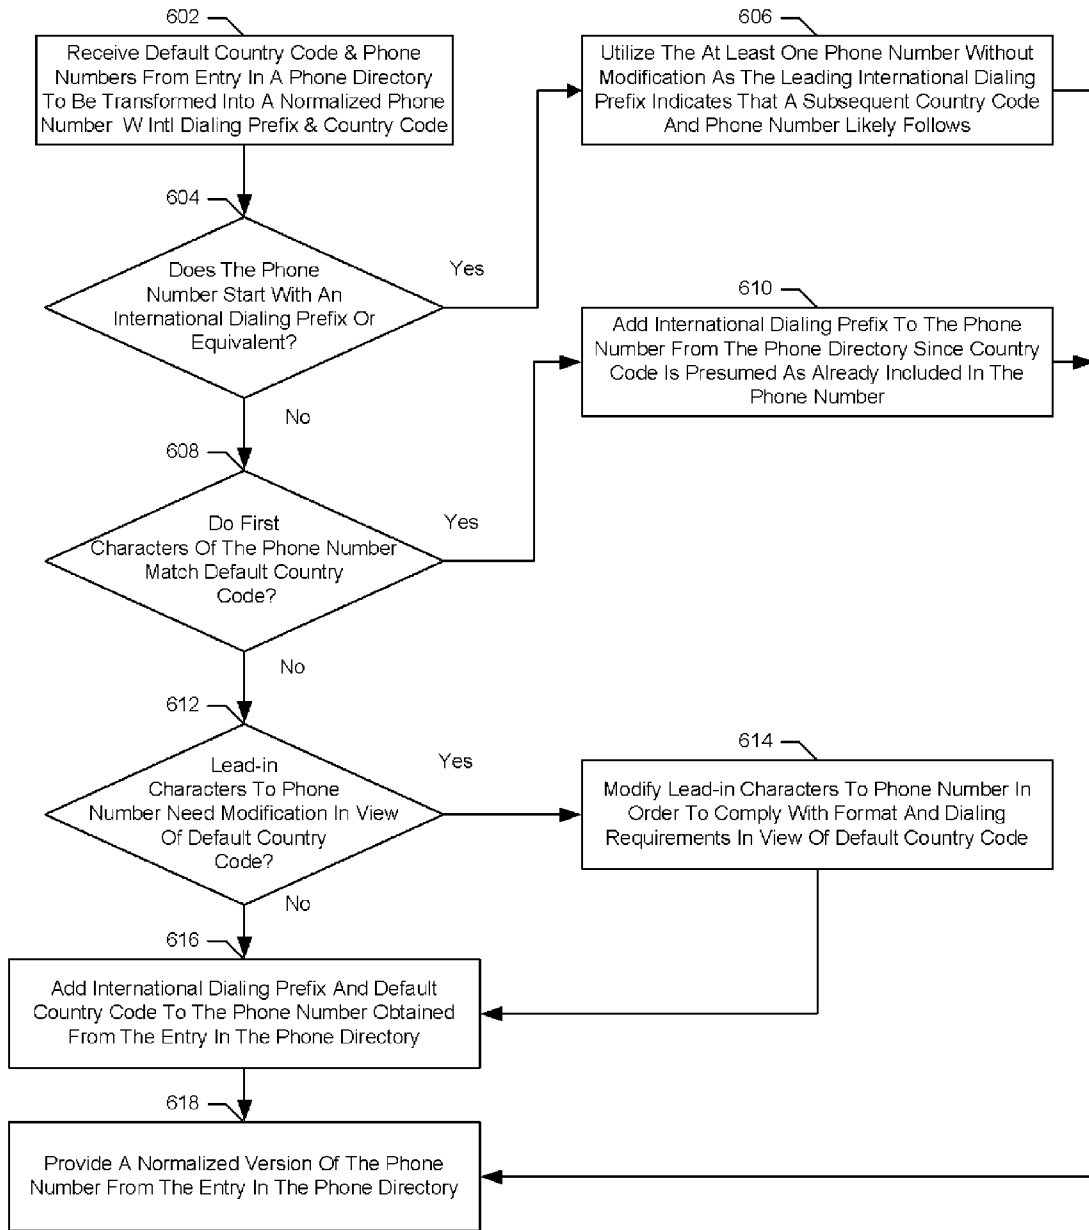 602
Receive Default Country Code & Phone
Numbers From Entry In A Phone Directory
To Be Transformed Into A Normalized Phone
Number W Intl Dialing Prefix & Country Code
606
Utilize The At Least One Phone Number Without
Modification As The Leading International Dialing
Prefix Indicates That A Subsequent Country Code
And Phone Number Likely Follows
604
Does The Phone
Number Start With An
International Dialing Prefix Or
Equivalent?
Yes
No
610
Add International Dialing Prefix To The Phone
Number From The Phone Directory Since Country
Code Is Presumed As Already Included In The
Phone Number
608
Do First
Characters Of The Phone Number
Match Default Country
Code?
Yes
No
612
Lead-in
Characters To Phone
Number Need Modification In View
Of Default Country
Code?
Yes
No
614
Modify Lead-in Characters To Phone Number In
Order To Comply With Format And Dialing
Requirements In View Of Default Country Code
616
Add International Dialing Prefix And Default
Country Code To The Phone Number Obtained
From The Entry In The Phone Directory
618
Provide A Normalized Version Of The Phone
Number From The Entry In The Phone Directory